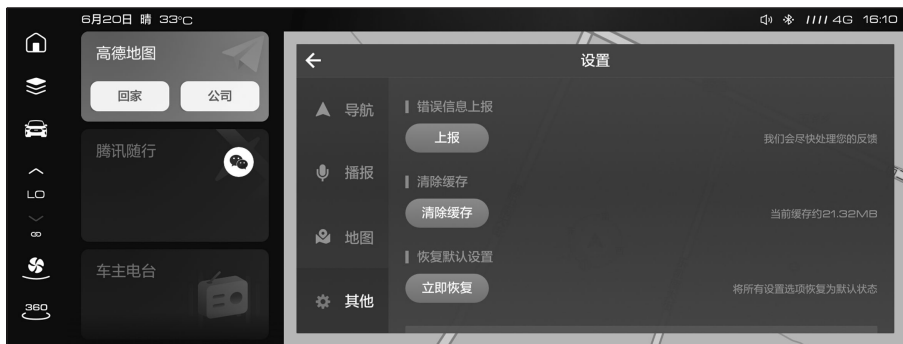 6月20日 晴 33°C
4G 16:10
LO
360
高德地图
回家 公司
腾讯随行
车主电台
设置
导航
播报
地图
其他
错误信息上报
上报 我们会尽快处理您的反馈
清除缓存
清除缓存 当前缓存约21.32MB
恢复默认设置
立即恢复 将所有设置选项恢复为默认状态